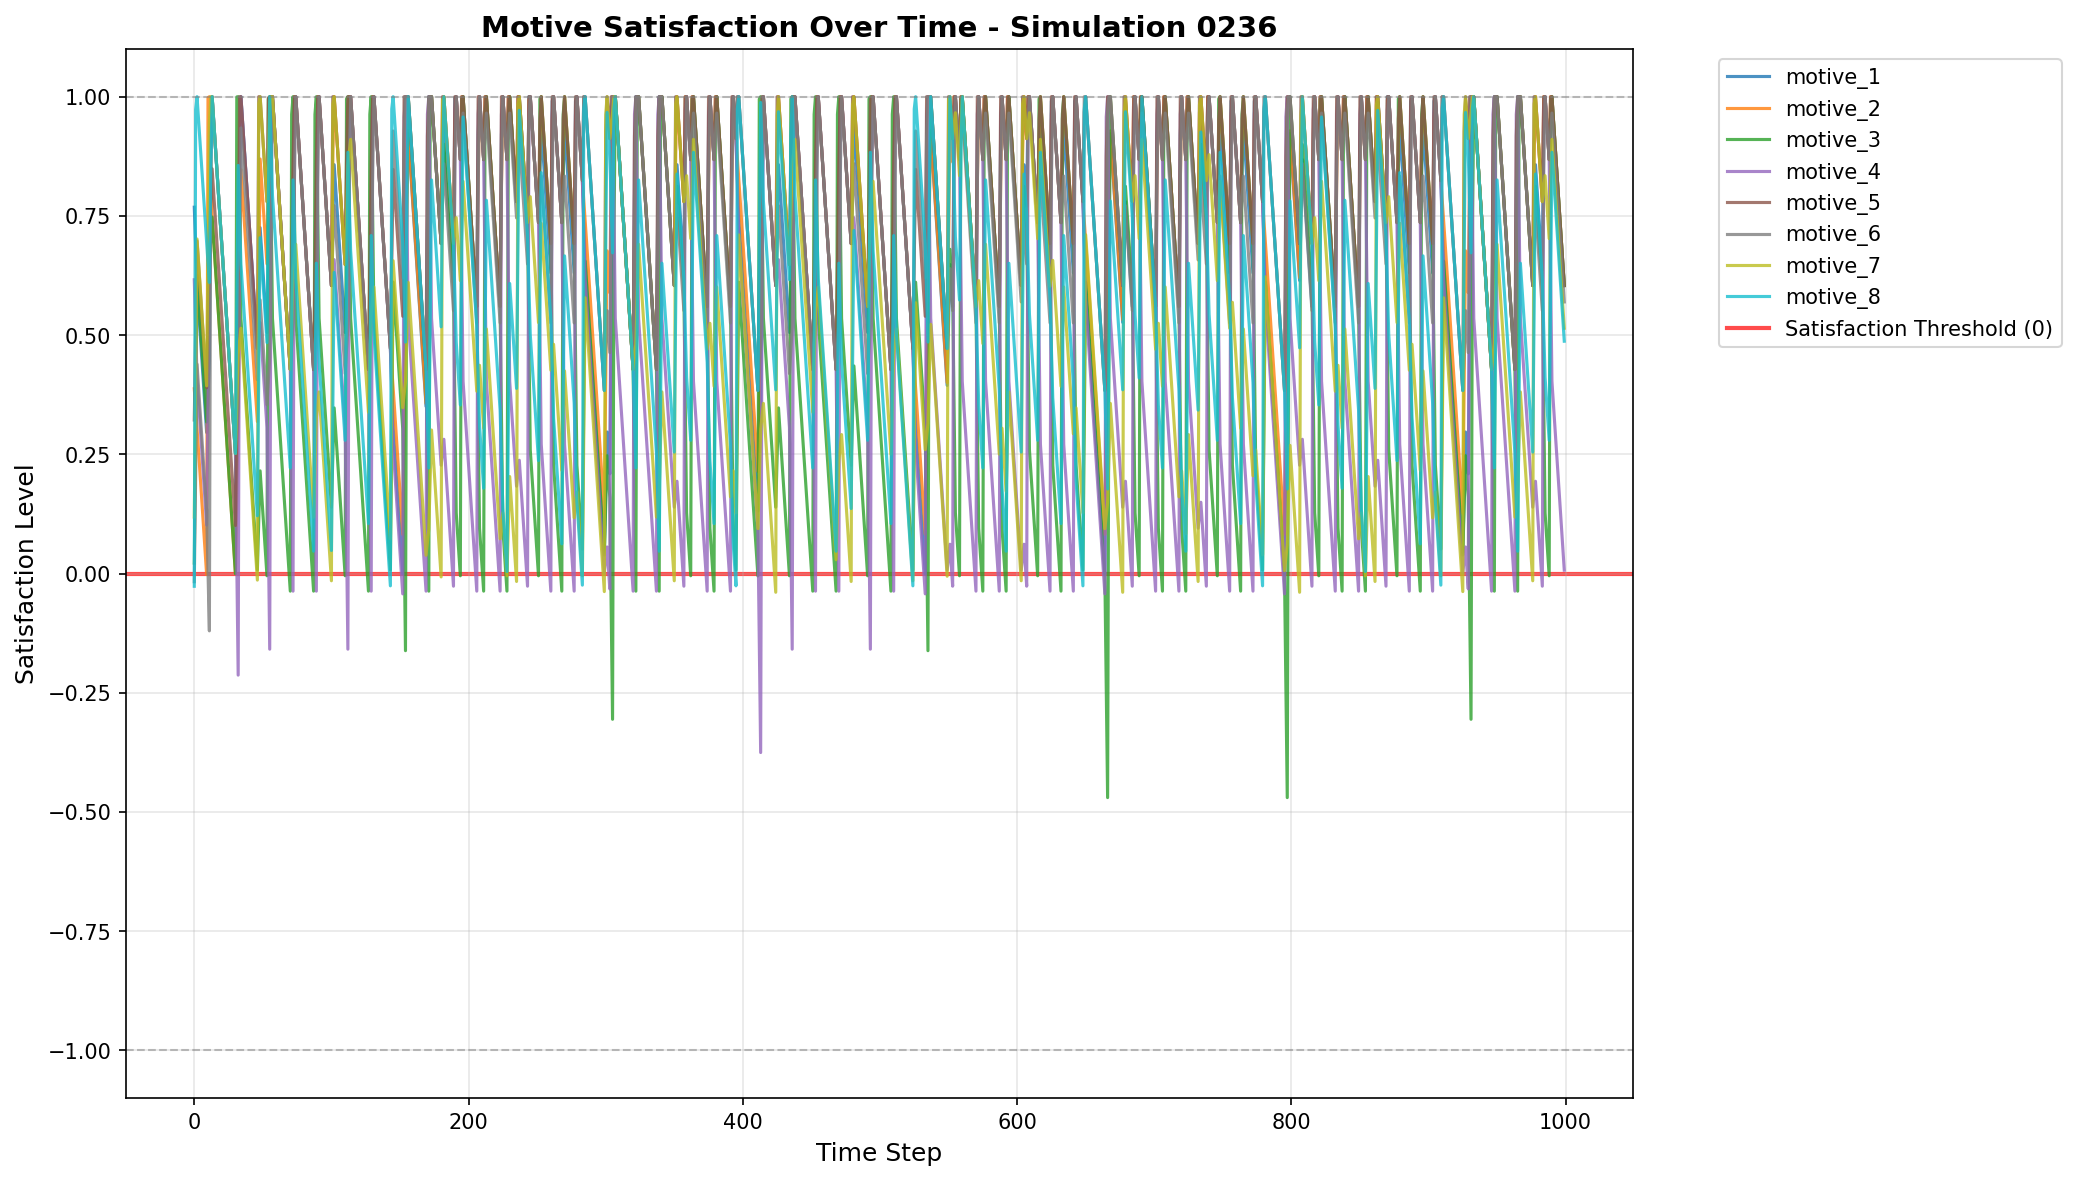 Motive Satisfaction Over Time - Simulation 0236
Satisfaction Level
1.00
0.75
0.50
0.25
0.00
−0.25
−0.50
−0.75
−1.00
0
200
400
600
800
1000
Time Step
motive_1
motive_2
motive_3
motive_4
motive_5
motive_6
motive_7
motive_8
Satisfaction Threshold (0)